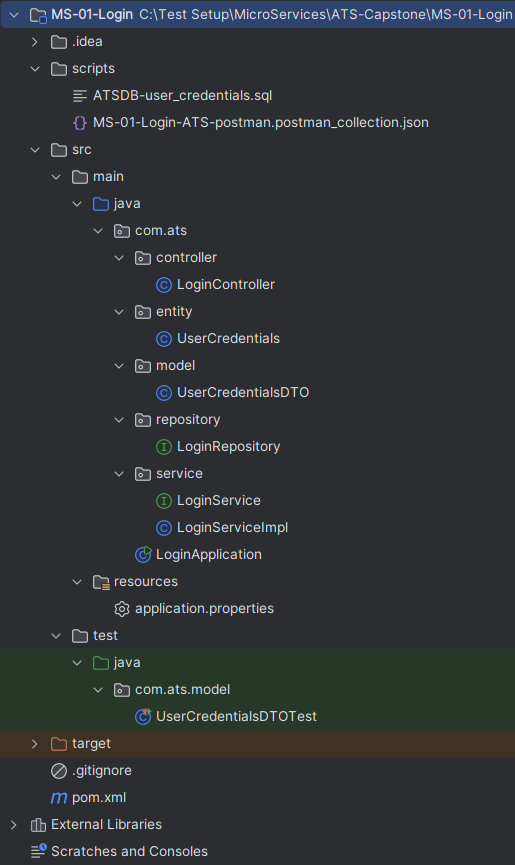 MS-01-Login C:\Test Setup\MicroServices\ATS-Capstone\MS-01-Login
.idea
scripts
ATSDB-user_credentials.sql
MS-01-Login-ATS-postman.postman_collection.json
src
main
java
com.ats
controller
LoginController
entity
UserCredentials
model
UserCredentialsDTO
repository
LoginRepository
service
LoginService
LoginServiceImpl
LoginApplication
resources
application.properties
test
java
com.ats.model
UserCredentialsDTOTest
target
.gitignore
pom.xml
External Libraries
Scratches and Consoles